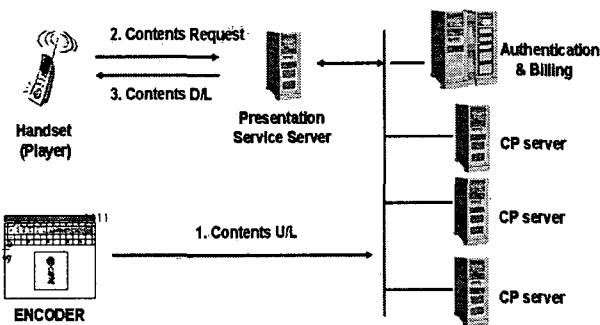 2. Contents Request
3. Contents D/L
Handset
(Player)
Presentation
Service Server
Authentication
& Billing
CP server
CP server
1. Contents U/L
CP server
ENCODER